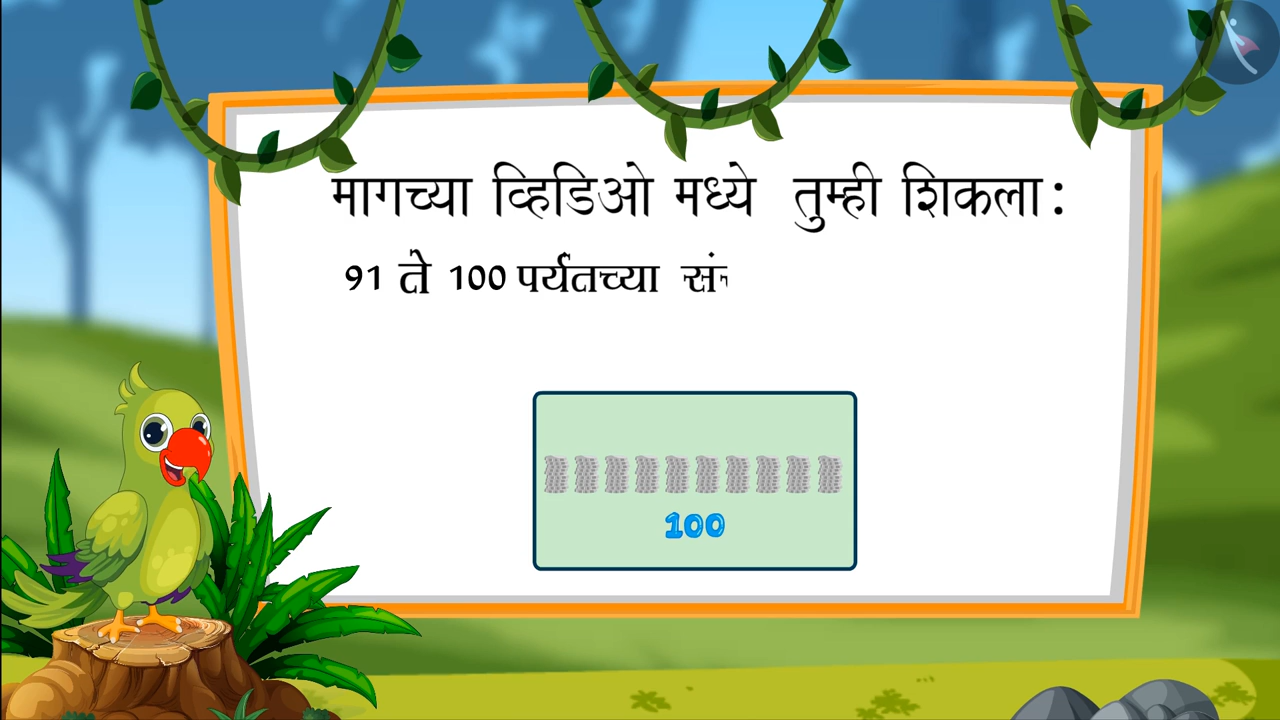 मागच्या व्हिडिओ मध्ये तुम्ही शिकला:
91 ते 100 पर्यंतच्या
100